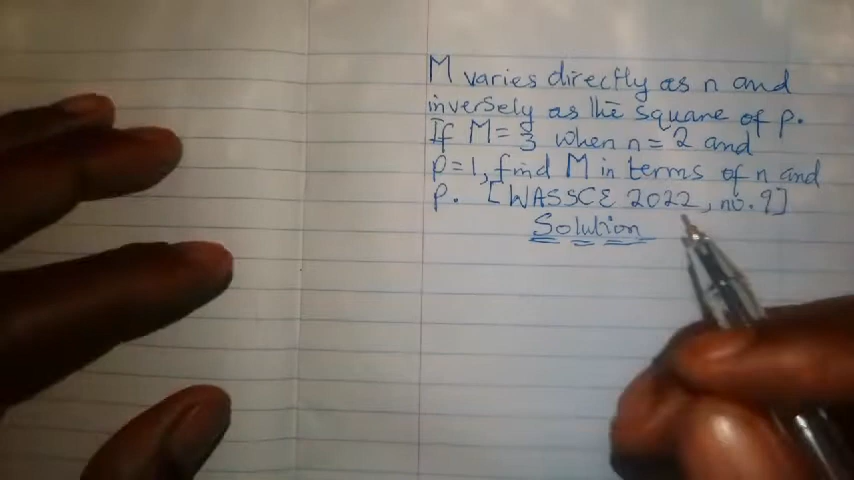 M varies directly as n and
inversely as the square of p.
If M = 3 when n = 2 and
p = 1, find M in terms of n and
p. [WASSCE 2022, no. 9]
Solution